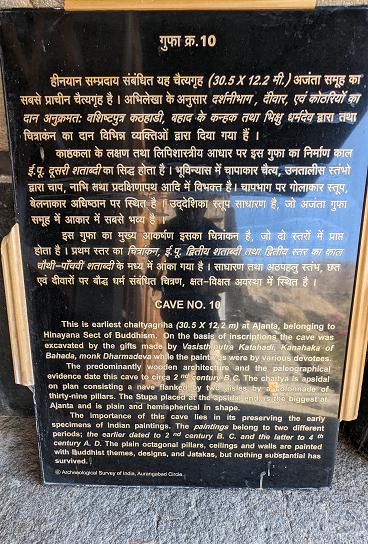 गुफा क्र.10
हीनयान सम्प्रदाय संबंधित यह चैत्यगृह (30.5 X 12.2 मी.) अजंता समूह का
सबसे प्राचीन चैत्यगृह है । अभिलेखा के अनुसार दर्शनीभाग, दीवार, एवं कोठरियों का
दान अनुक्रमत: वशिष्टपुत्र कठहादी, बहाद के कन्हक तथा भिक्षु धर्मदेव द्वारा तथा
चित्रांकन का दान विभिन्न व्यक्तिओं द्वारा दिया गया हैं ।
काष्ठकला के लक्षण तथा लिपिशास्त्रीय आधार पर इस गुफा का निर्माण काल
ई.पू. दूसरी शताब्दी का सिद्ध होता है । भूविन्यास में चापाकार चैत्य, उनतालीस स्तंभो
द्वारा चाप, नाभि तथा प्रदक्षिणापथ आदि में विभक्त है । चापभाग पर गोलाकार स्तूप,
बेलनाकार अधिष्ठान पर स्थित है । उद्देशिका स्तूप साधारण है, जो अजंता गुफा
समूह में आकार में सबसे भव्य है ।
इस गुफा का मुख्य आकर्षण इसका चित्रांकन है, जो दो स्तरों में प्राप्त
होता है । प्रथम स्तर का चित्रांकन, ई.पू. द्वितीय शताब्दी तथा द्वितीय स्तर का काल
चौथी-पाँचवी शताब्दी के मध्य में आंका गया है । साधारण तथा अठपहलु स्तंभ, छत
एवं दीवारों पर बौद्ध धर्म संबंधित चित्रण, क्षत-विक्षत अवस्था में स्थित है ।
CAVE NO. 10
This is earliest chaityagriha (30.5 X 12.2 m) at Ajanta, belonging to
Hinayana Sect of Buddhism. On the basis of inscriptions the cave was
excavated by the gifts made by Vasisthiputra Katahadi, Kanahaka of
Bahada, monk Dharmadeva while the paintings were by various devotees.
The predominantly wooden architecture and the paleographical
evidence date this cave to circa 2 nd century B. C. The chaitya is apsidal
on plan consisting a nave flanked by two aisles by a colonnade of
thirty-nine pillars. The Stupa placed at the apsidal end is the biggest at
Ajanta and is plain and hemispherical in shape.
The importance of this cave lies in its preserving the early
specimens of Indian paintings. The paintings belong to two different
periods; the earlier dated to 2 nd century B. C. and the latter to 4 th
century A. D. The plain octagonal pillars, ceilings and walls are painted
with Buddhist themes, designs, and Jatakas, but nothing substantial has
survived.
© Archaeological Survey of India, Aurangabad Circle